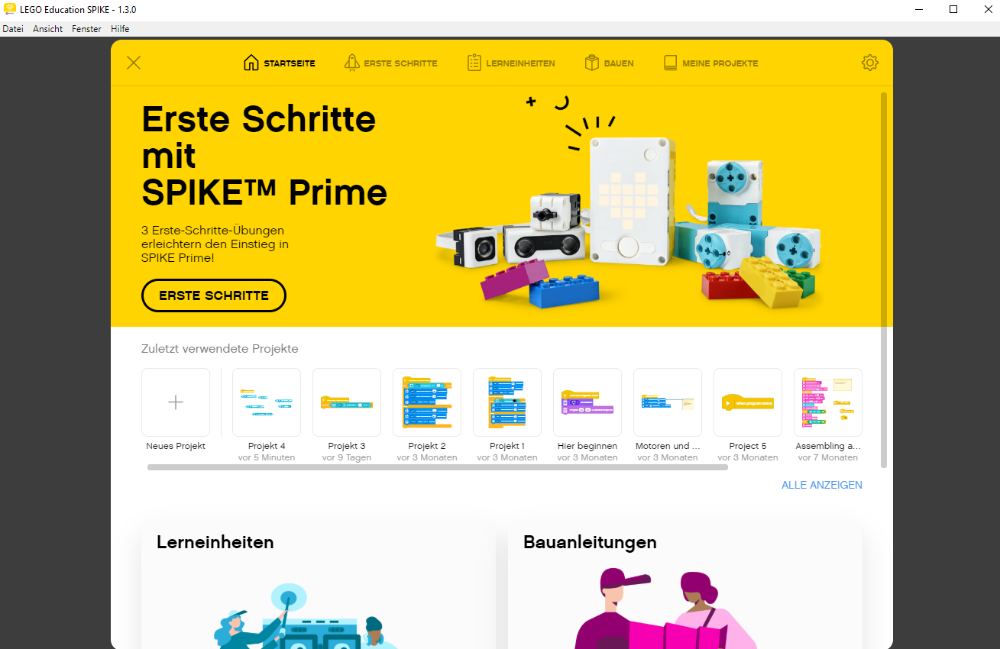 LEGO Education SPIKE - 1.3.0
Datei Ansicht Fenster Hilfe
STARTSEITE ERSTE SCHRITTE LERNEINHEITEN BAUEN MEINE PROJEKTE
Erste Schritte
mit
SPIKE™ Prime
3 Erste-Schritte-Übungen
erleichtern den Einstieg in
SPIKE Prime!
ERSTE SCHRITTE
Zuletzt verwendete Projekte
when program starts
Neues Projekt Projekt 4 Projekt 3 Projekt 2 Projekt 1 Hier beginnen Motoren und ... Project 5 Assembling a...
vor 5 Minuten vor 9 Tagen vor 3 Monaten vor 3 Monaten vor 3 Monaten vor 3 Monaten vor 3 Monaten vor 7 Monaten
ALLE ANZEIGEN
Lerneinheiten Bauanleitungen